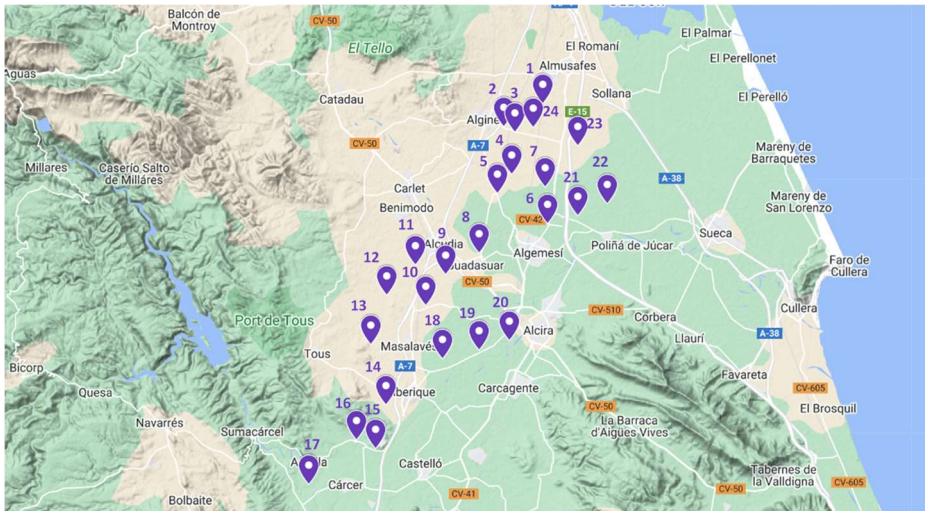 Balcón de
Montroy
CV-50
El Palmar
El Tello
El Romaní
Almusafes
El Perellonet
Aguas
1
Catadau
2
3
Sollana
El Perelló
Algine
24
E-15
23
CV-50
A-7
4
Mareny de
Barraquetes
Millares
Caserío Salto
de Millares
5
7
22
21
A-38
Carlet
Mareny de
San Lorenzo
Benimodo
6
CV-42
8
Sueca
11
9
Alcudia
Algemesí
Poliñá de Júcar
Guadasuar
Faro de
Cullera
12
10
CV-50
Cullera
13
20
CV-510
Port de Tous
18
19
Alcira
Corbera
A-38
Tous
Masalavés
Llaurí
Bicorp
A-7
Favareta
14
Quesa
Alberique
Carcagente
CV-605
16
15
CV-50
El Brosquil
Navarrés
La Barraca
d'Aigües Vives
Sumacárcel
17
Antella
Castelló
Tabernes de
la Valldigna
Cárcer
CV-605
Bolbaite
CV-41
CV-50